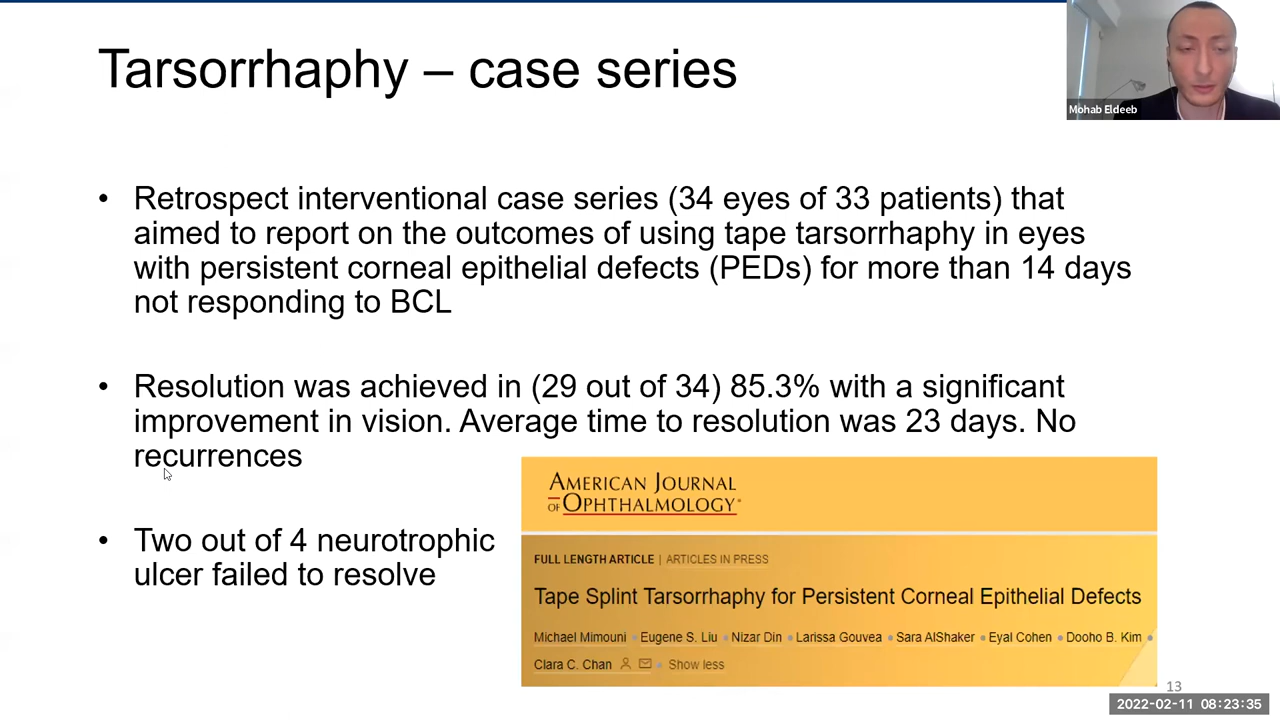 Tarsorrhaphy – case series
Mohab Eldeeb
• Retrospect interventional case series (34 eyes of 33 patients) that
aimed to report on the outcomes of using tape tarsorrhaphy in eyes
with persistent corneal epithelial defects (PEDs) for more than 14 days
not responding to BCL
• Resolution was achieved in (29 out of 34) 85.3% with a significant
improvement in vision. Average time to resolution was 23 days. No
recurrences
• Two out of 4 neurotrophic
ulcer failed to resolve
AMERICAN JOURNAL
OF OPHTHALMOLOGY®
FULL LENGTH ARTICLE | ARTICLES IN PRESS
Tape Splint Tarsorrhaphy for Persistent Corneal Epithelial Defects
Michael Mimouni • Eugene S. Liu • Nizar Din • Larissa Gouvea • Sara AlShaker • Eyal Cohen • Dooho B. Kim •
Clara C. Chan • Show less
13
2022-02-11 08:23:35